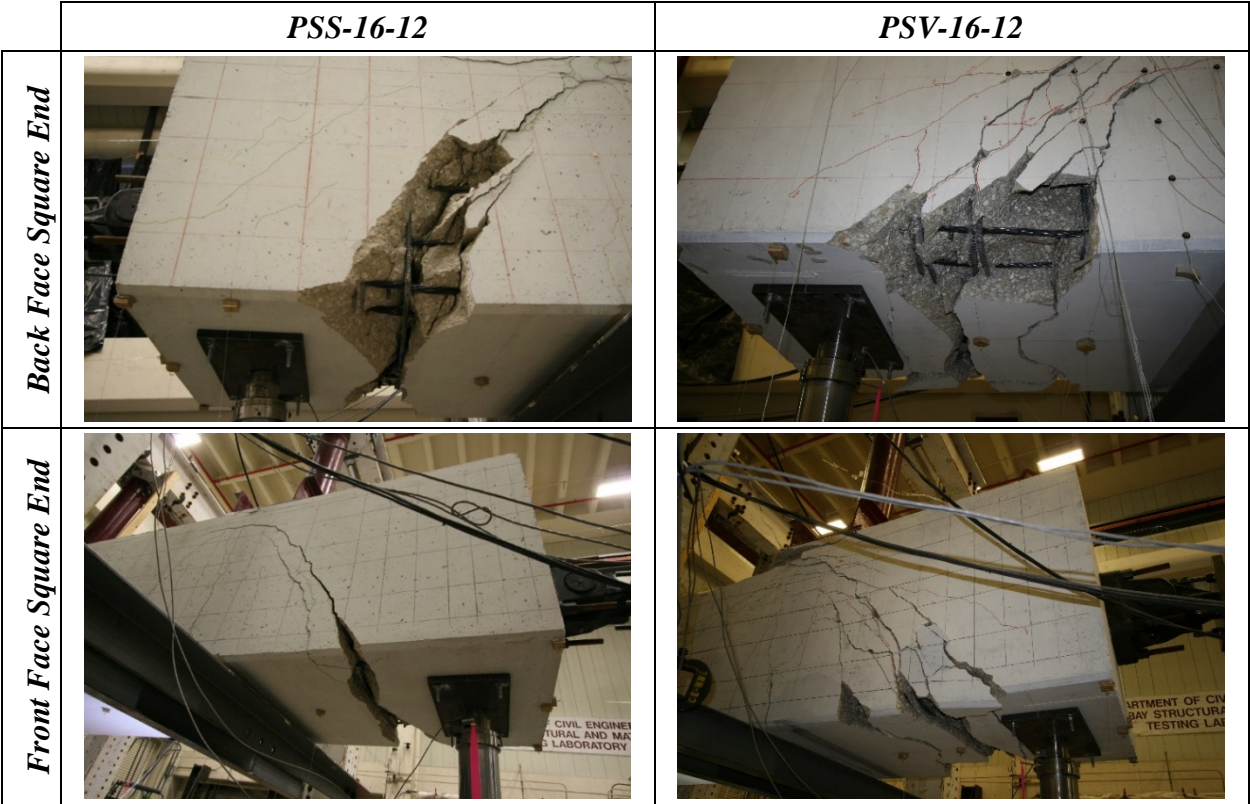 PSS-16-12
PSV-16-12
Back Face Square End
Front Face Square End
CIVIL ENGINE
TURAL AND MA
LABORATORY
ARTMENT OF CIV
BAY STRUCTURA
TESTING LA